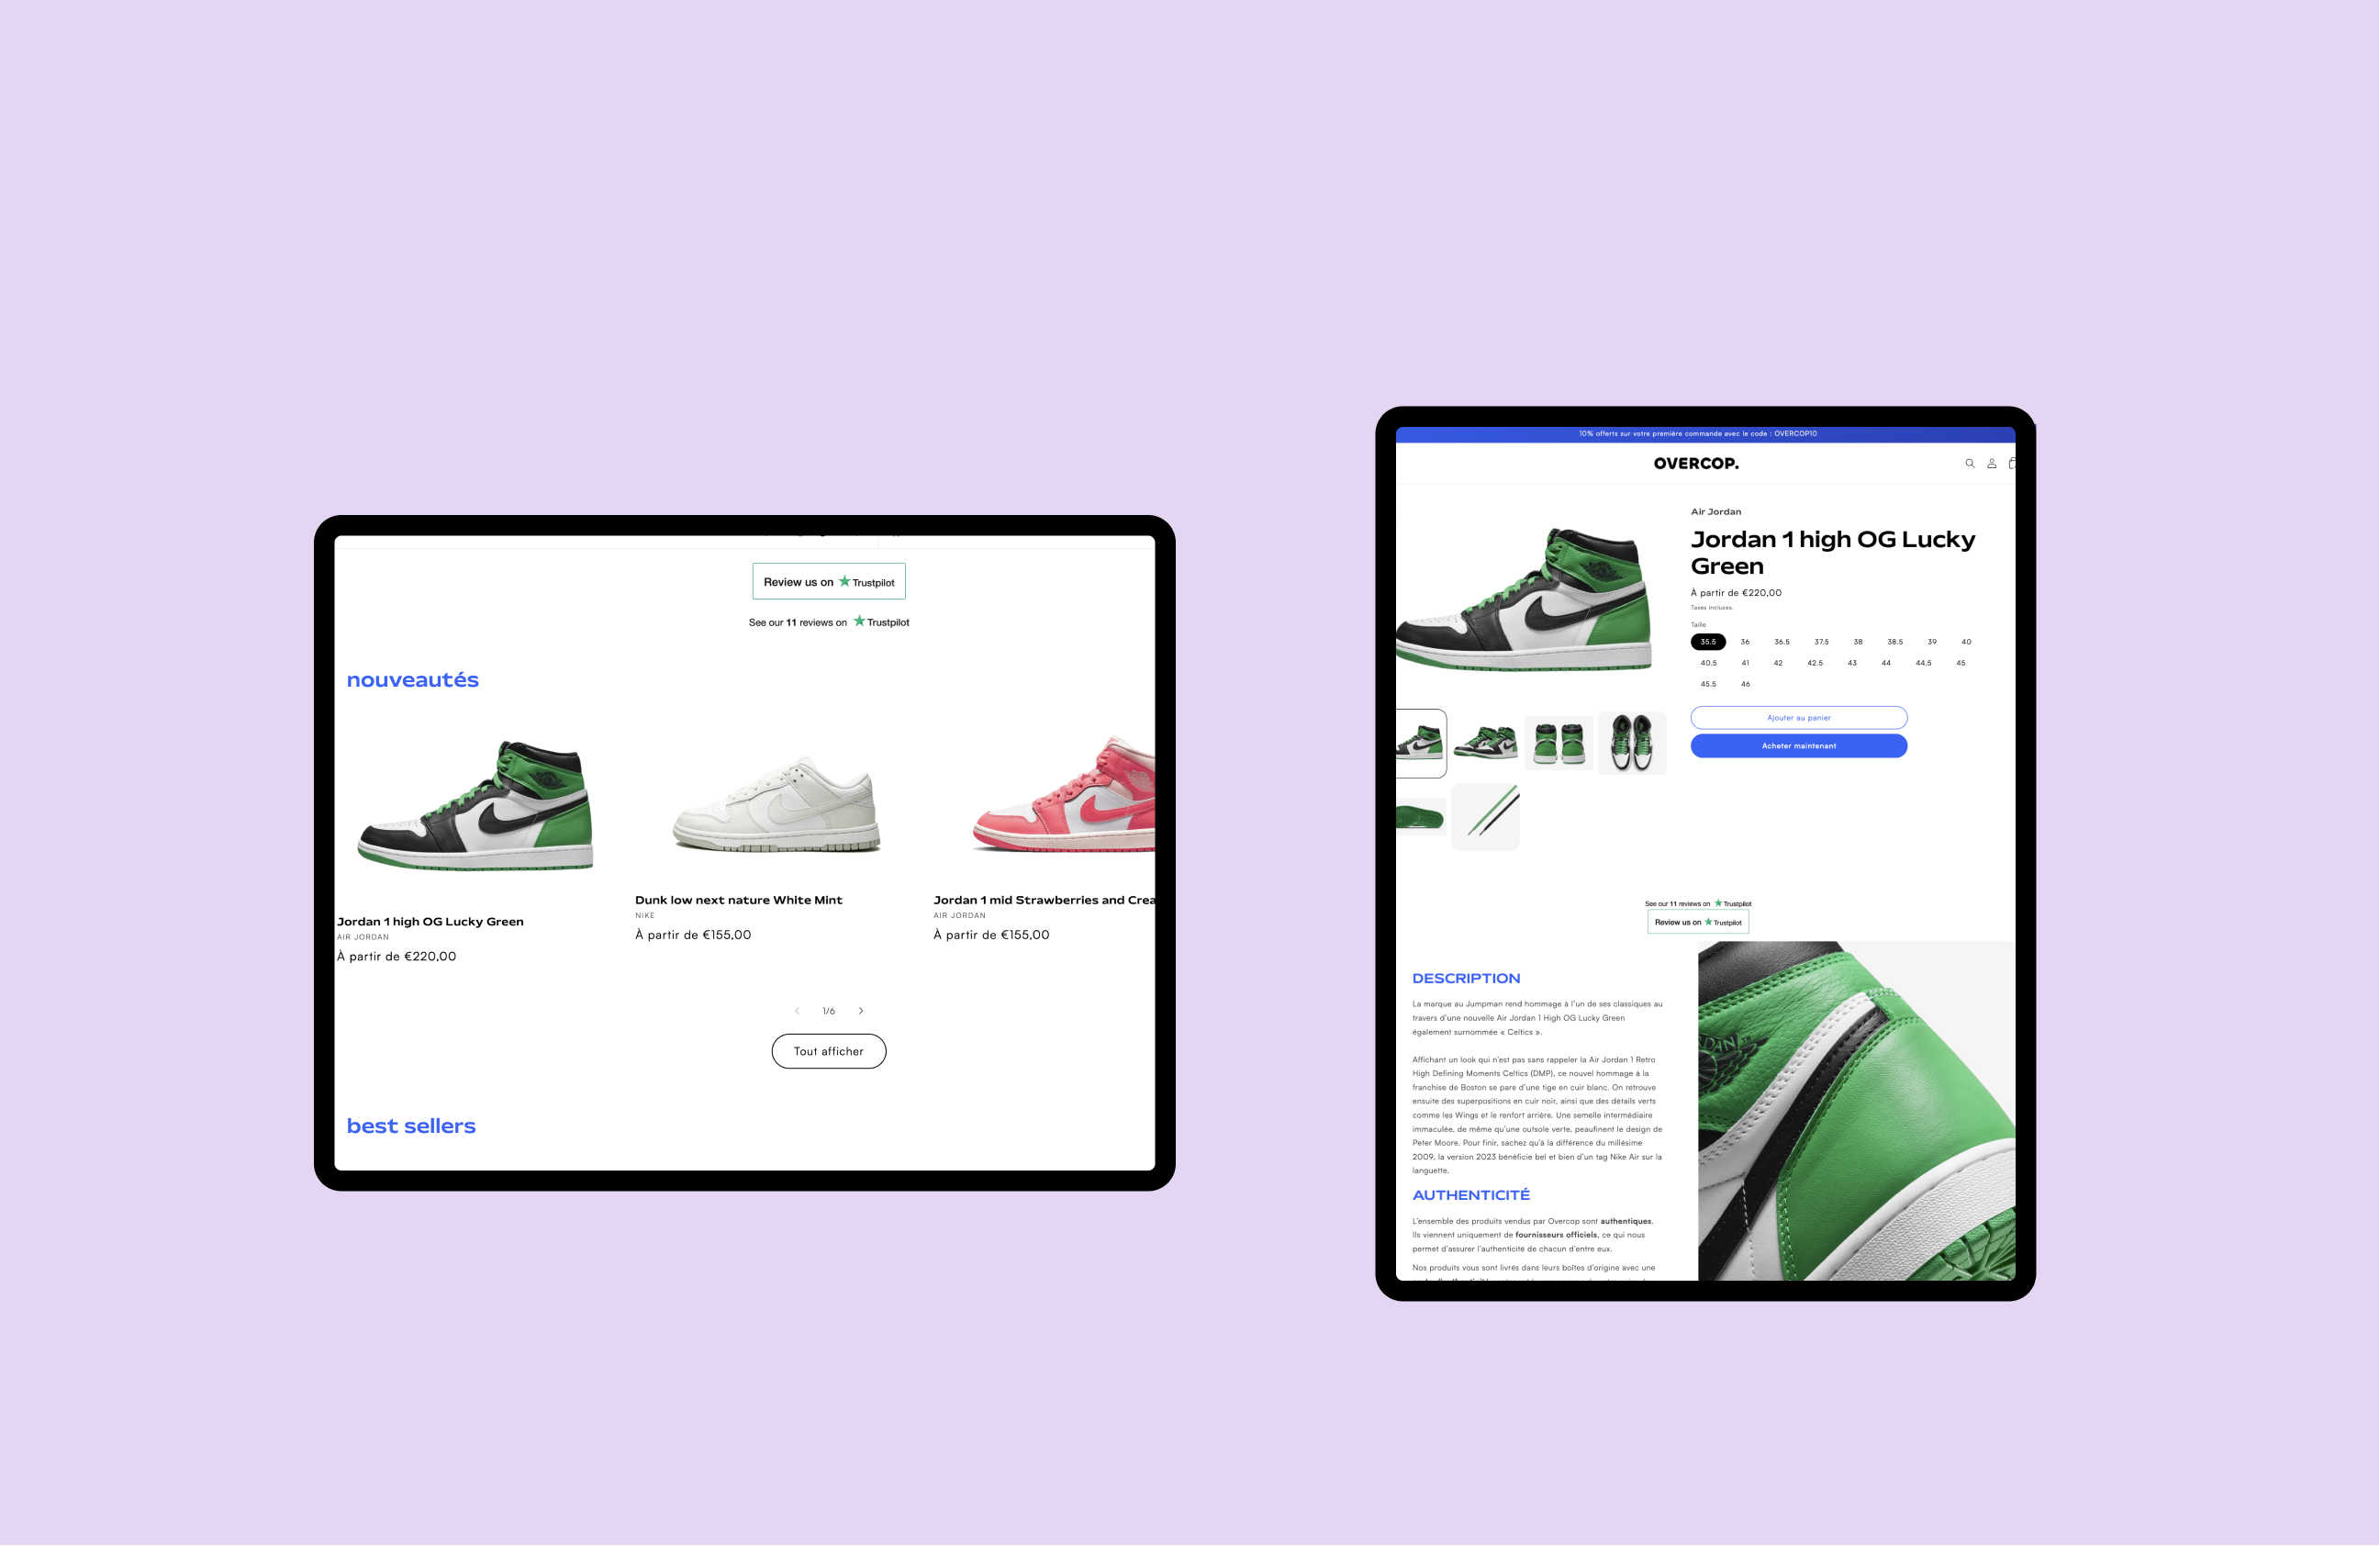 Review us on Trustpilot
See our 11 reviews on Trustpilot
nouveautés
Jordan 1 high OG Lucky Green
AIR JORDAN
À partir de €220,00
Dunk low next nature White Mint
NIKE
À partir de €155,00
Jordan 1 mid Strawberries and Crea
AIR JORDAN
À partir de €155,00
1/6
Tout afficher
best sellers
10% offerts sur votre première commande avec le code : OVERCOP10
OVERCOP.
Air Jordan
Jordan 1 high OG Lucky
Green
À partir de €220,00
Taxes incluses.
Taille
35.5 36 36.5 37.5 38 38.5 39 40
40.5 41 42 42.5 43 44 44.5 45
45.5 46
Ajouter au panier
Acheter maintenant
See our 11 reviews on Trustpilot
Review us on Trustpilot
DESCRIPTION
La marque au Jumpman rend hommage à l'un de ses classiques au
travers d'une nouvelle Air Jordan 1 High OG Lucky Green
également surnommée « Celtics ».
Affichant un look qui n'est pas sans rappeler la Air Jordan 1 Retro
High Defining Moments Celtics (DMP), ce nouvel hommage à la
franchise de Boston se pare d'une tige en cuir blanc. On retrouve
ensuite des superpositions en cuir noir, ainsi que des détails verts
comme les Wings et le renfort arrière. Une semelle intermédiaire
immaculée, de même qu'une outsole verte, peaufinent le design de
Peter Moore. Pour finir, sachez qu'à la différence du millésime
2009, la version 2023 bénéficie bel et bien d'un tag Nike Air sur la
languette.
AUTHENTICITÉ
L'ensemble des produits vendus par Overcop sont authentiques.
Ils viennent uniquement de fournisseurs officiels, ce qui nous
permet d'assurer l'authenticité de chacun d'entre eux.
Nos produits vous sont livrés dans leurs boîtes d'origine avec une